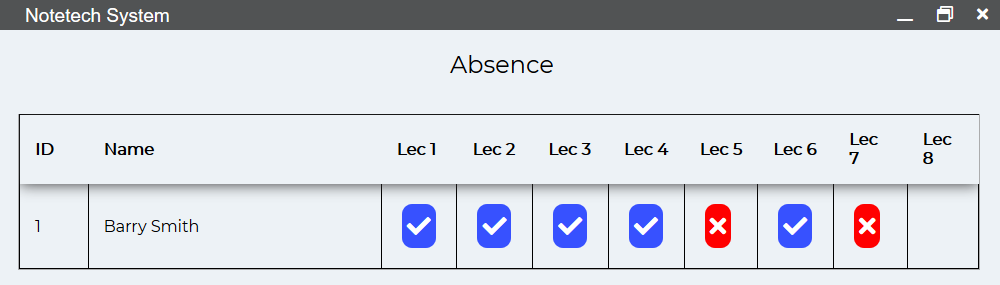 Notetech System
Absence
ID Name Lec 1 Lec 2 Lec 3 Lec 4 Lec 5 Lec 6 Lec 7 Lec 8
1 Barry Smith